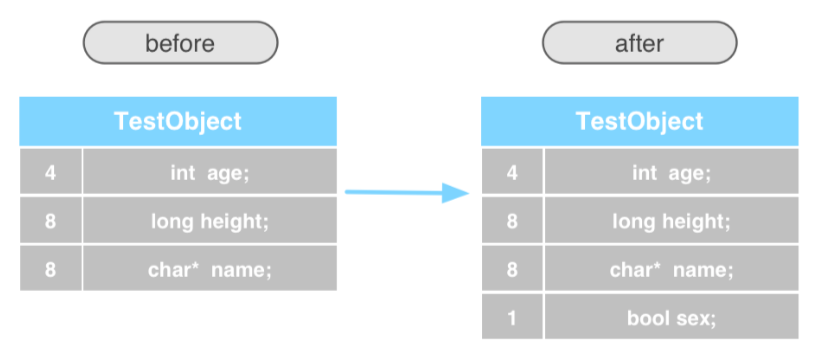 before
after
TestObject
4 int age;
8 long height;
8 char* name;
TestObject
4 int age;
8 long height;
8 char* name;
1 bool sex;